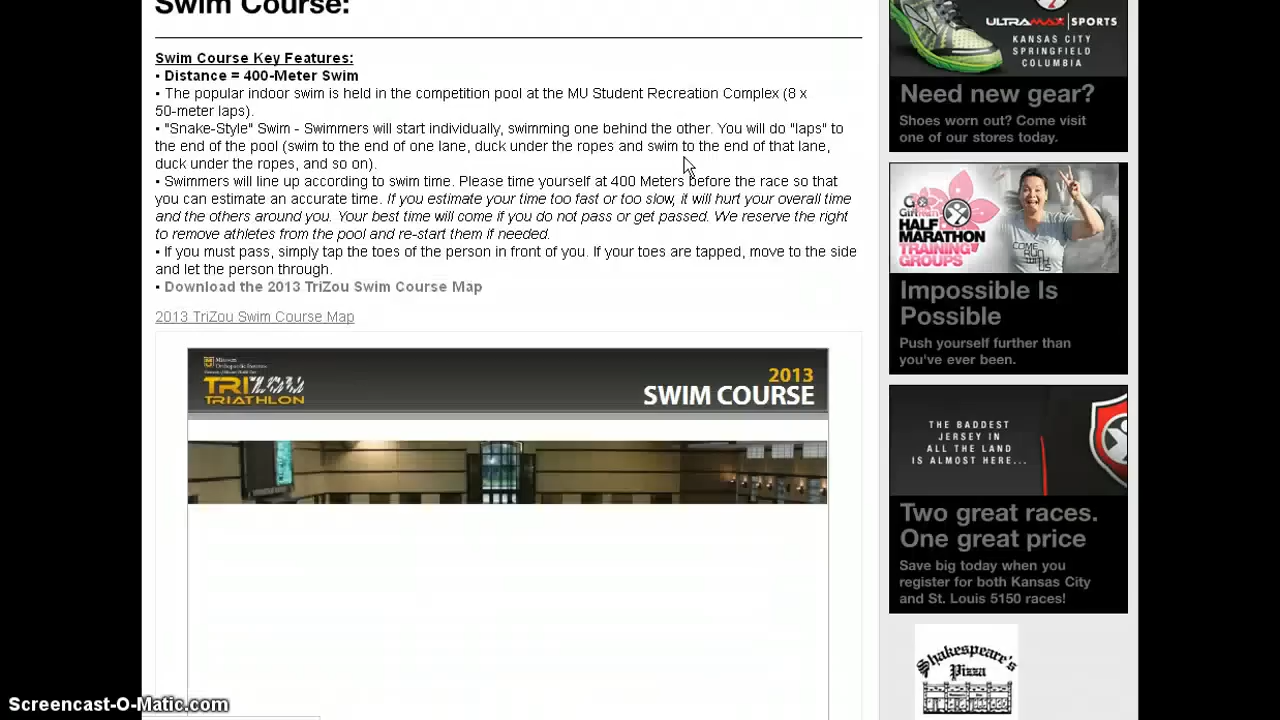 Swim Course:
Swim Course Key Features:
• Distance = 400-Meter Swim
• The popular indoor swim is held in the competition pool at the MU Student Recreation Complex (8 x
50-meter laps).
• "Snake-Style" Swim - Swimmers will start individually, swimming one behind the other. You will do "laps" to
the end of the pool (swim to the end of one lane, duck under the ropes and swim to the end of that lane,
duck under the ropes, and so on).
• Swimmers will line up according to swim time. Please time yourself at 400 Meters before the race so that
you can estimate an accurate time. If you estimate your time too fast or too slow, it will hurt your overall time
and the others around you. Your best time will come if you do not pass or get passed. We reserve the right
to remove athletes from the pool and re-start them if needed.
• If you must pass, simply tap the toes of the person in front of you. If your toes are tapped, move to the side
and let the person through.
• Download the 2013 TriZou Swim Course Map
2013 TriZou Swim Course Map
TRIZOU
TRIATHLON
2013
SWIM COURSE
ULTRAMAX SPORTS
KANSAS CITY
SPRINGFIELD
COLUMBIA
Need new gear?
Shoes worn out? Come visit
one of our stores today.
Go
Girl Run
HALF
MARATHON
TRAINING
GROUPS
COME
RUN WITH
US
Impossible Is
Possible
Push yourself further than
you've ever been.
THE BADDEST
JERSEY IN
ALL THE LAND
IS ALMOST HERE...
Two great races.
One great price
Save big today when you
register for both Kansas City
and St. Louis 5150 races!
Shakespeare's
Pizza
Screencast-O-Matic.com